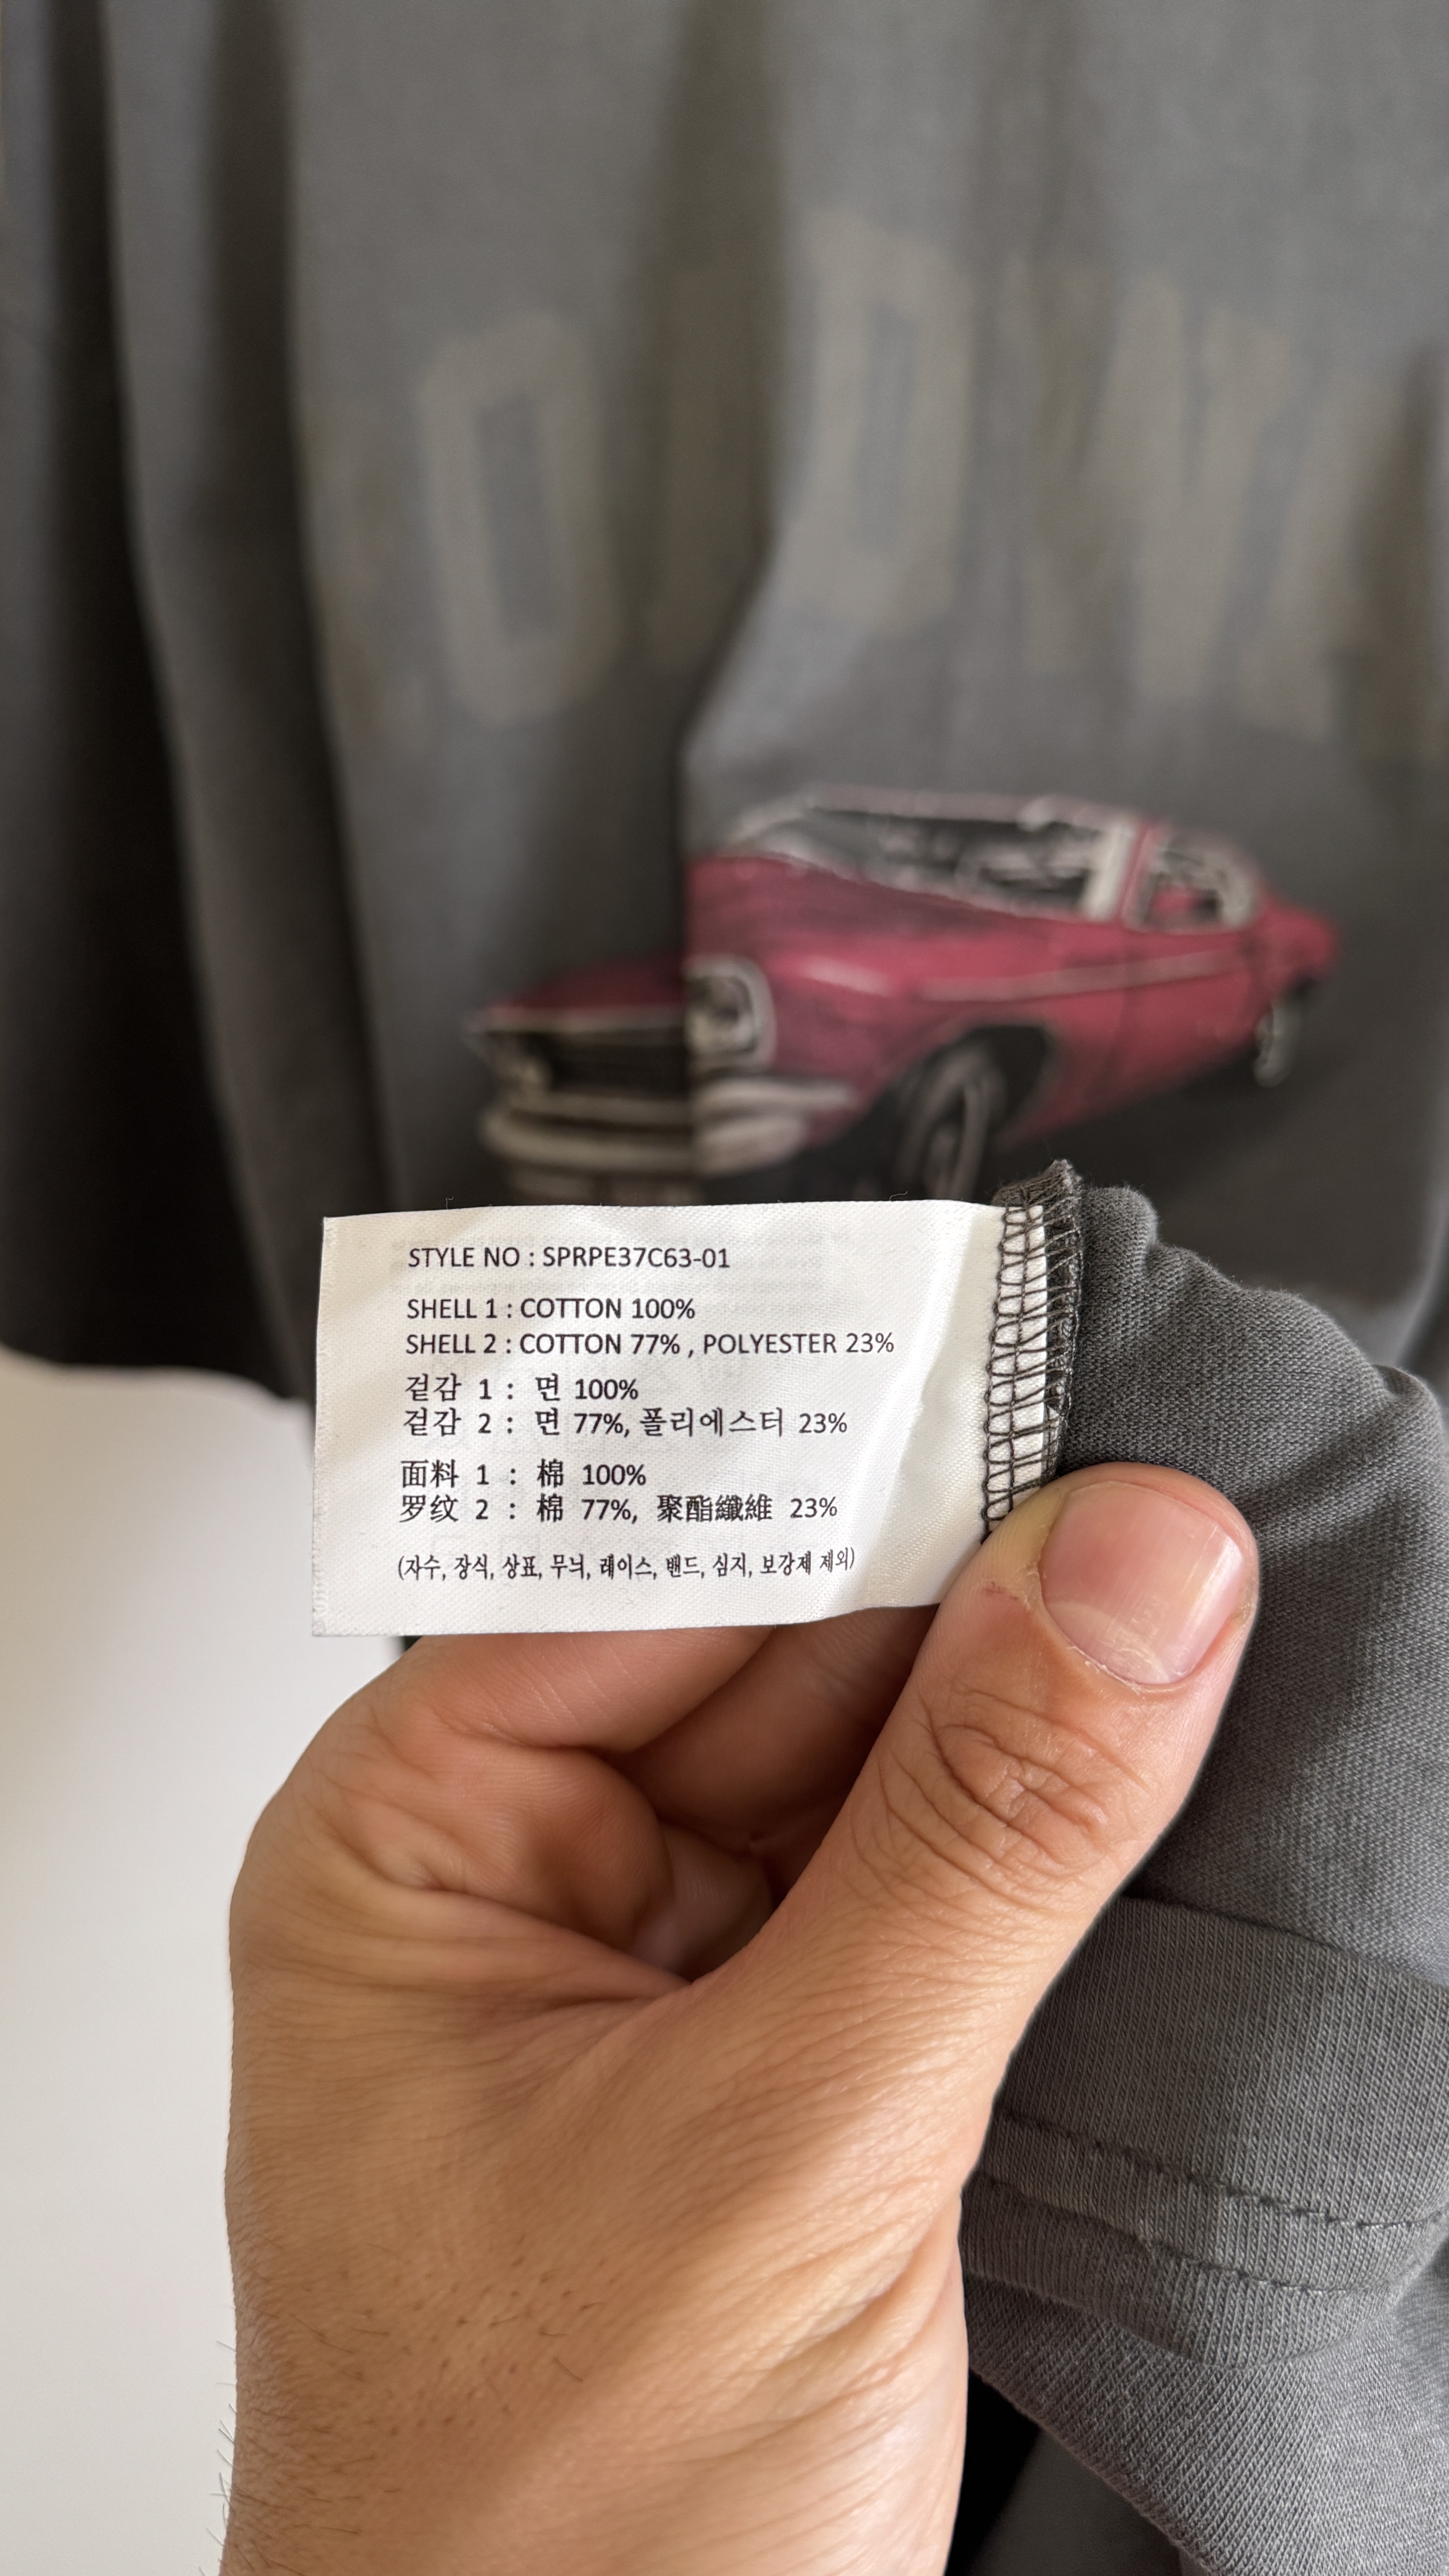 STYLE NO : SPRPE37C63-01
SHELL 1 : COTTON 100%
SHELL 2 : COTTON 77% , POLYESTER 23%
겉감 1 : 면 100%
겉감 2 : 면 77%, 폴리에스터 23%
面料 1 : 棉 100%
罗纹 2 : 棉 77%, 聚酯纖維 23%
(자수, 장식, 상표, 무늬, 레이스, 밴드, 심지, 보강제 제외)